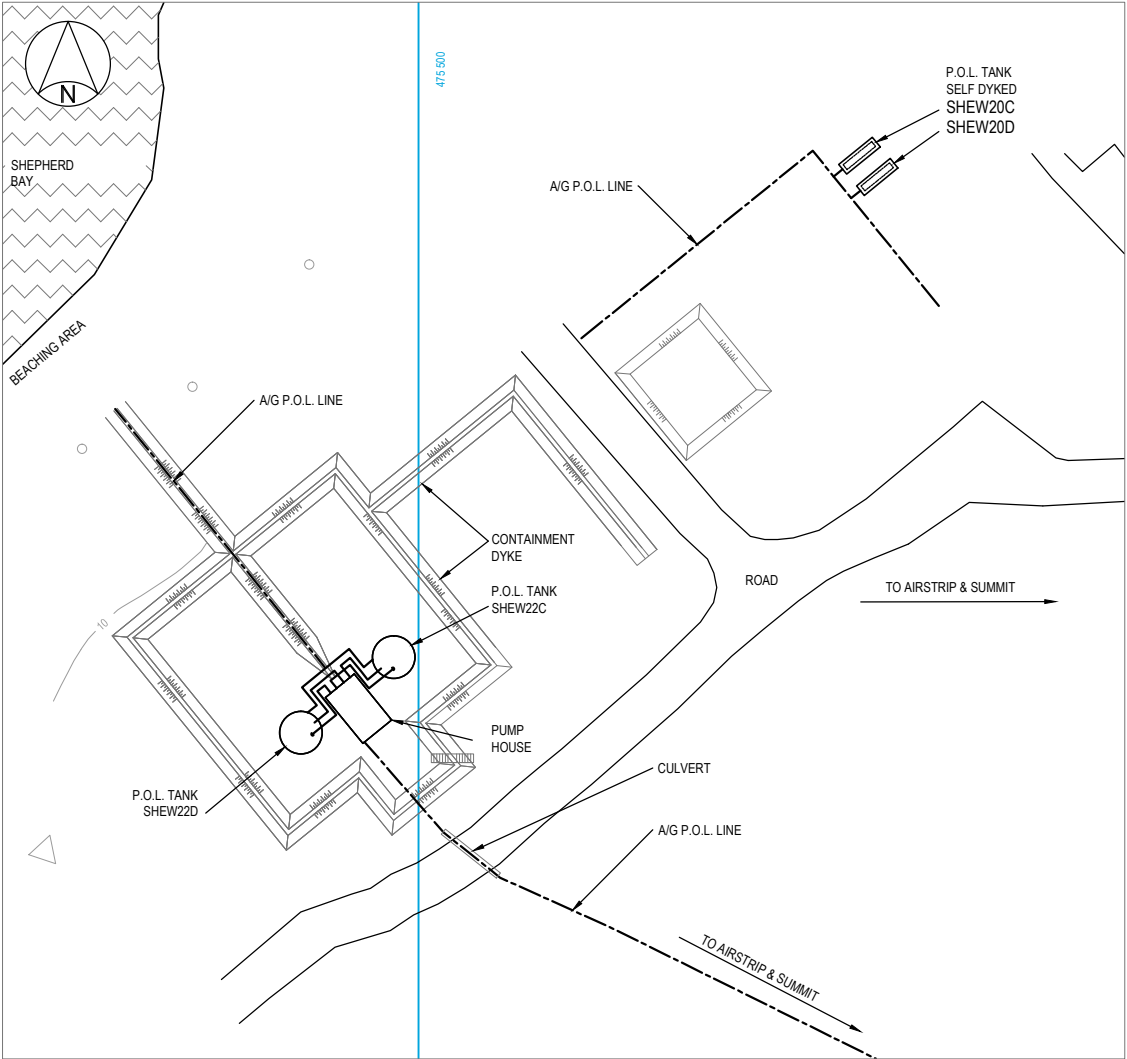 N
475 500
P.O.L. TANK
SELF DYKED
SHEW20C
SHEW20D
SHEPHERD
BAY
A/G P.O.L. LINE
BEACHING AREA
A/G P.O.L. LINE
CONTAINMENT
DYKE
ROAD
TO AIRSTRIP & SUMMIT
P.O.L. TANK
SHEW22C
10
PUMP
HOUSE
CULVERT
P.O.L. TANK
SHEW22D
A/G P.O.L. LINE
TO AIRSTRIP & SUMMIT